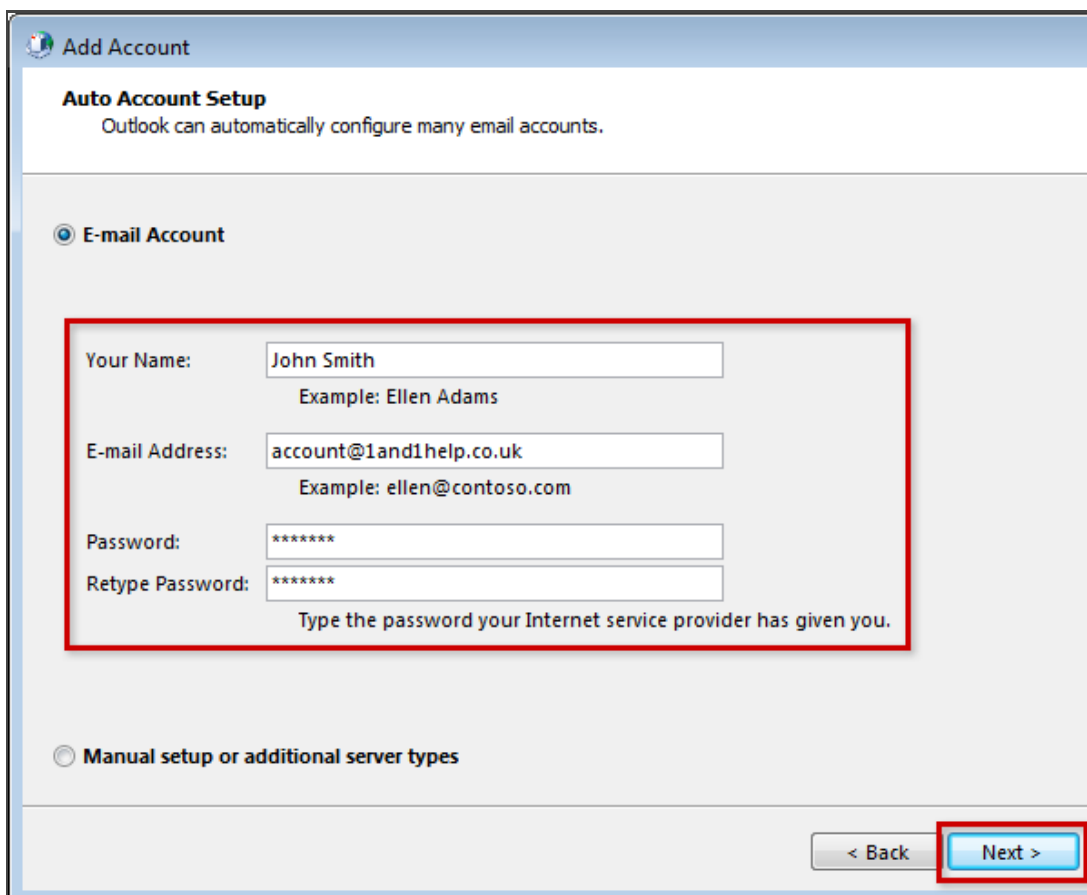 Add Account
Auto Account Setup
Outlook can automatically configure many email accounts.
E-mail Account
Your Name: John Smith
Example: Ellen Adams
E-mail Address: account@1and1help.co.uk
Example: ellen@contoso.com
Password: *******
Retype Password: *******
Type the password your Internet service provider has given you.
Manual setup or additional server types
< Back Next >